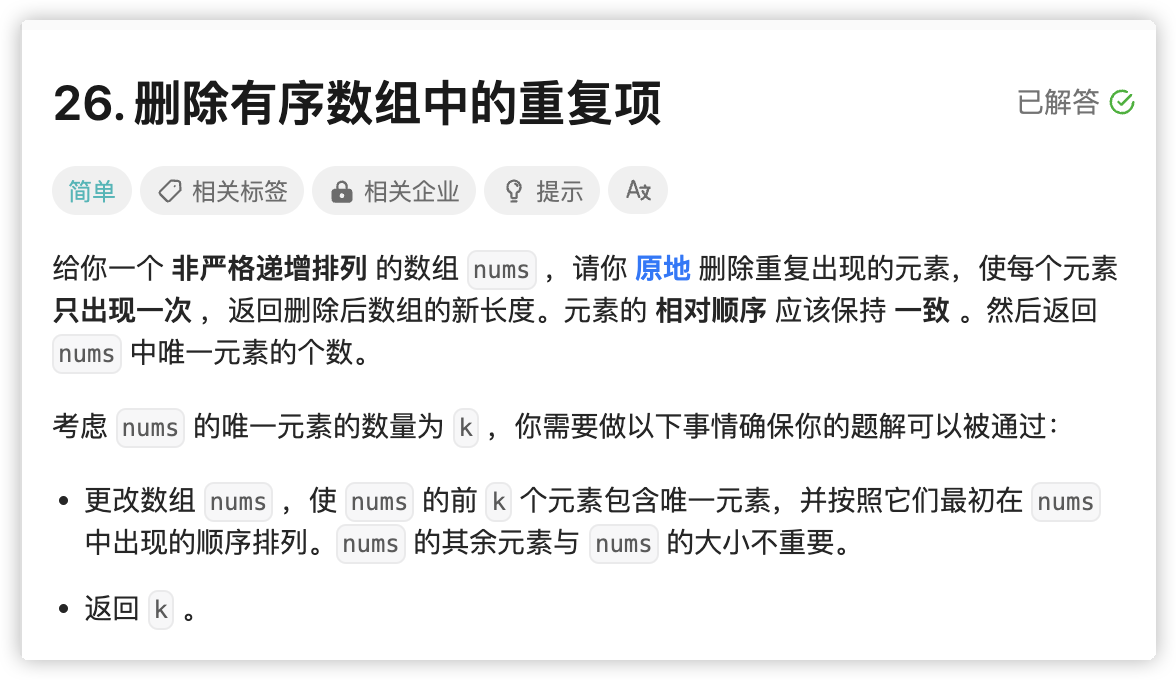 26. 删除有序数组中的重复项
已解答
简单 相关标签 相关企业 提示
给你一个 非严格递增排列 的数组 nums ，请你 原地 删除重复出现的元素，使每个元素
只出现一次 ，返回删除后数组的新长度。元素的 相对顺序 应该保持 一致 。然后返回
nums 中唯一元素的个数。
考虑 nums 的唯一元素的数量为 k ，你需要做以下事情确保你的题解可以被通过：
• 更改数组 nums ，使 nums 的前 k 个元素包含唯一元素，并按照它们最初在 nums
中出现的顺序排列。nums 的其余元素与 nums 的大小不重要。
• 返回 k 。